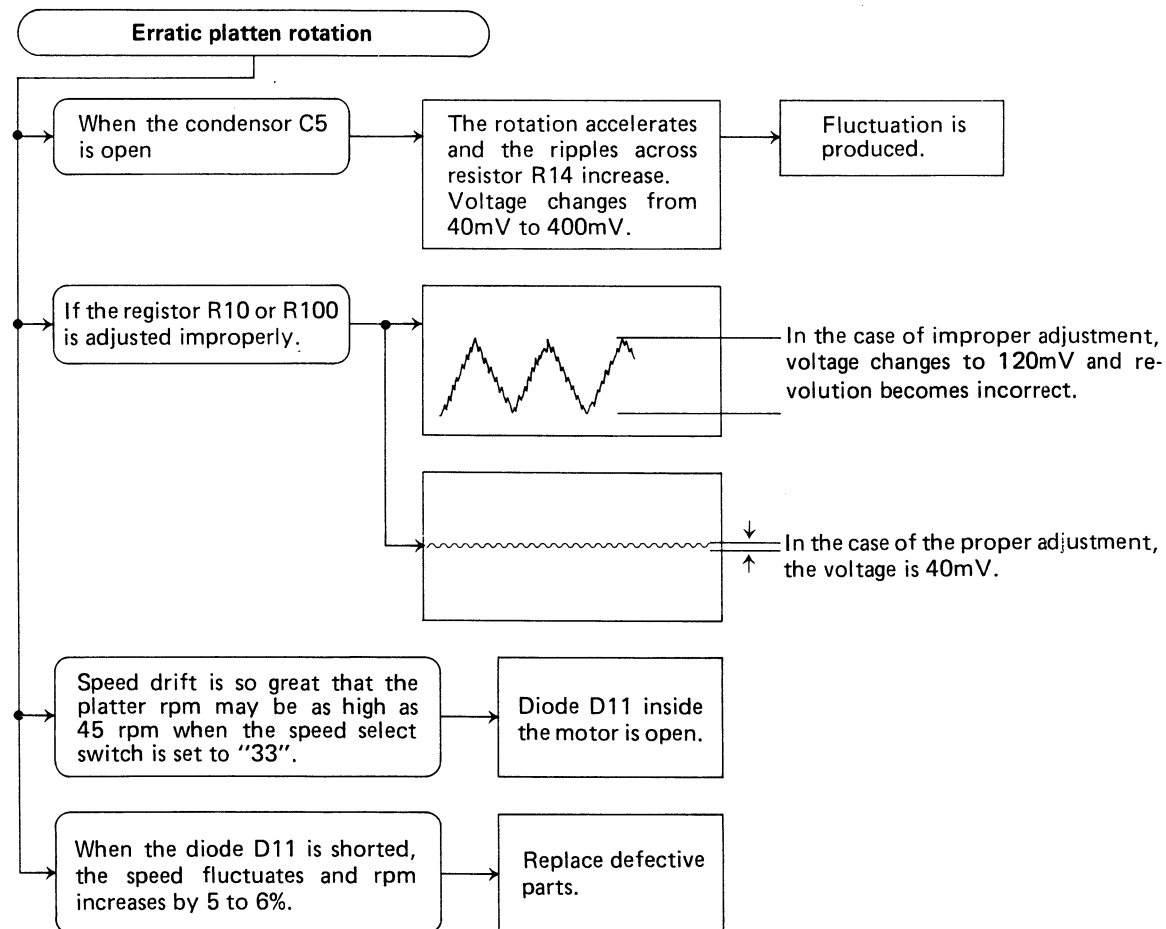 Erratic platten rotation
When the condensor C5
is open
The rotation accelerates
and the ripples across
resistor R14 increase.
Voltage changes from
40mV to 400mV.
Fluctuation is
produced.
If the registor R10 or R100
is adjusted improperly.
In the case of improper adjustment,
voltage changes to 120mV and re-
volution becomes incorrect.
In the case of the proper adjustment,
the voltage is 40mV.
Speed drift is so great that the
platter rpm may be as high as
45 rpm when the speed select
switch is set to "33".
Diode D11 inside
the motor is open.
When the diode D11 is shorted,
the speed fluctuates and rpm
increases by 5 to 6%.
Replace defective
parts.